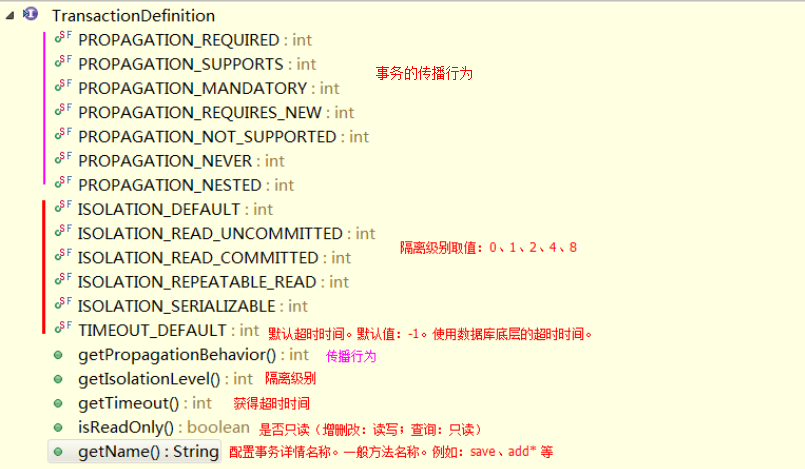 TransactionDefinition
PROPAGATION_REQUIRED : int
PROPAGATION_SUPPORTS : int
事务的传播行为
PROPAGATION_MANDATORY : int
PROPAGATION_REQUIRES_NEW : int
PROPAGATION_NOT_SUPPORTED : int
PROPAGATION_NEVER : int
PROPAGATION_NESTED : int
ISOLATION_DEFAULT : int
ISOLATION_READ_UNCOMMITTED : int
隔离级别取值：0、1、2、4、8
ISOLATION_READ_COMMITTED : int
ISOLATION_REPEATABLE_READ : int
ISOLATION_SERIALIZABLE : int
TIMEOUT_DEFAULT : int 默认超时时间。默认值：-1。使用数据库底层的超时时间。
getPropagationBehavior() : int 传播行为
getIsolationLevel() : int 隔离级别
getTimeout() : int 获得超时时间
isReadOnly() : boolean 是否只读（增删改：读写；查询：只读）
getName() : String 配置事务详情名称。一般方法名称。例如：save、add* 等